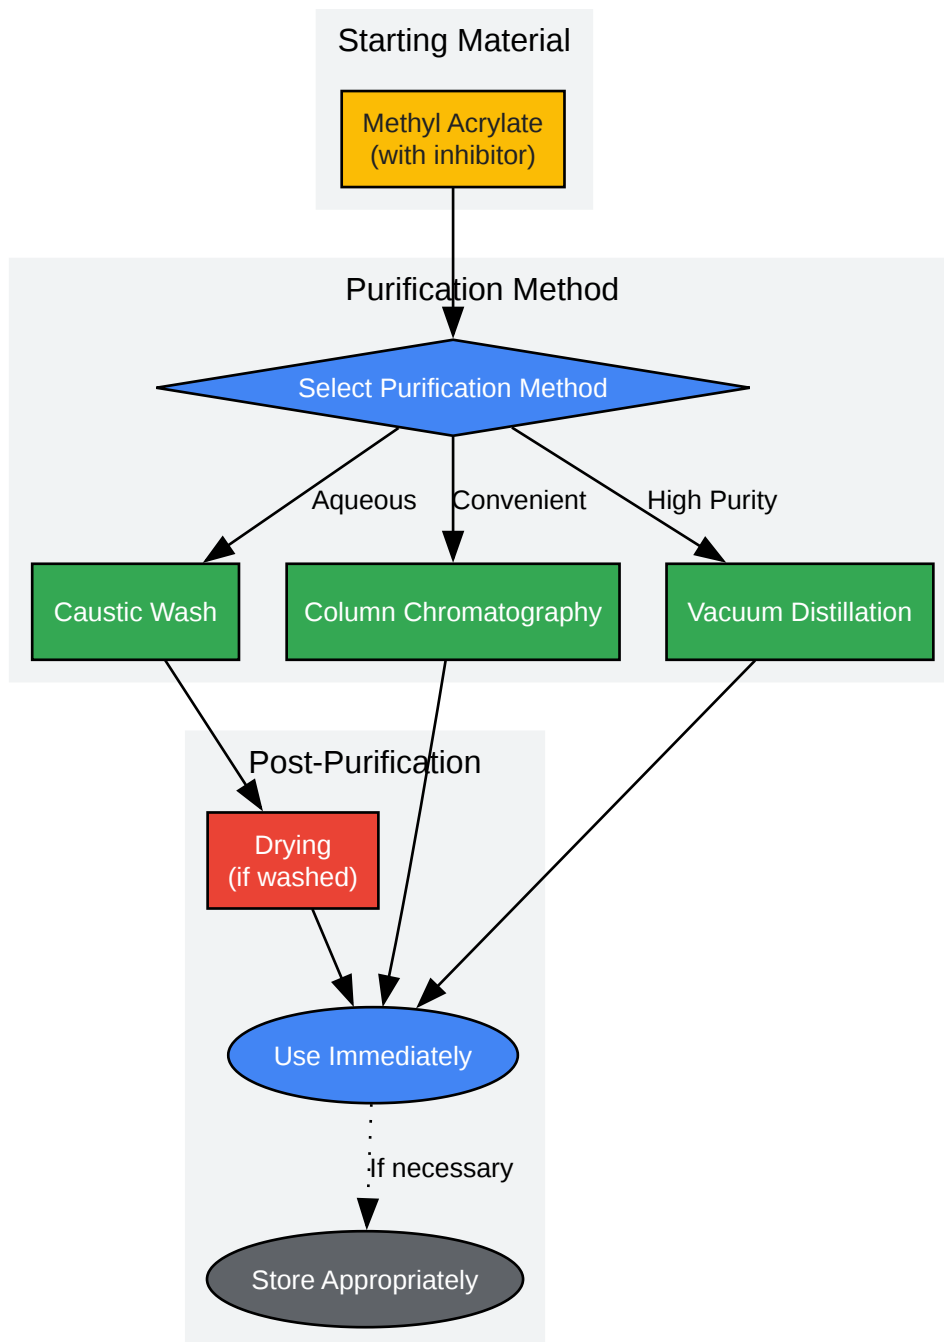 Starting Material
Methyl Acrylate
(with inhibitor)
Purification Method
Select Purification Method
Aqueous
Convenient
High Purity
Caustic Wash
Column Chromatography
Vacuum Distillation
Post-Purification
Drying
(if washed)
Use Immediately
If necessary
Store Appropriately